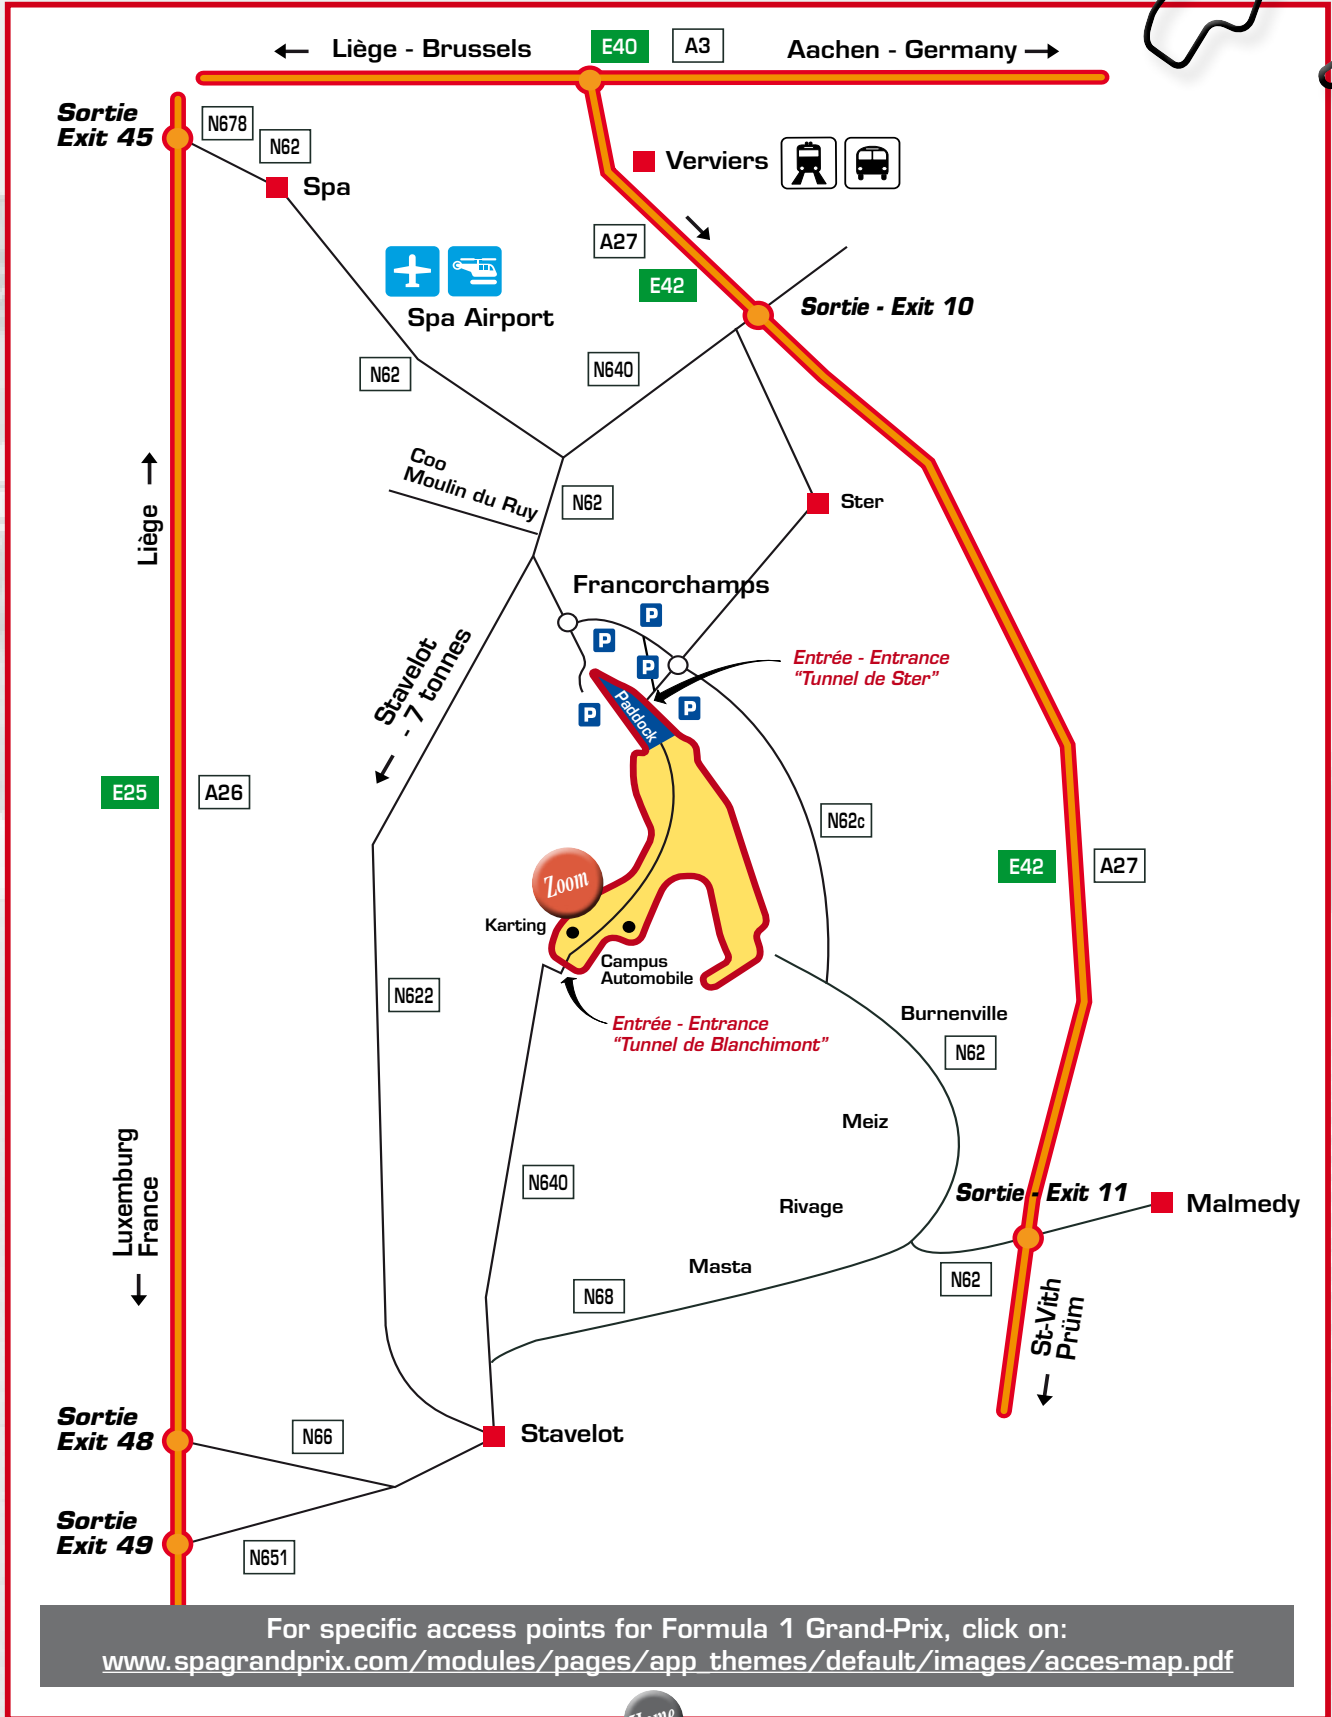 ← Liège - Brussels
E40
A3
Aachen - Germany →
Sortie
Exit 45
N678
N62
Spa
Verviers
A27
E42
Spa Airport
Sortie - Exit 10
N62
N640
Coo
Moulin du Ruy
N62
Ster
Liège →
Francorchamps
P
P
P
P
P
Paddock
Entrée - Entrance
“Tunnel de Ster”
Stavelot
- 7 tonnes
E25
A26
N62c
E42
A27
Zoom
Karting
Campus
Automobile
N622
Entrée - Entrance
“Tunnel de Blanchimont”
Burnenville
N62
Meiz
Luxemburg
France
N640
Rivage
Sortie - Exit 11
Malmedy
Masta
N68
N62
St-Vith
Prüm
Sortie
Exit 48
N66
Stavelot
Sortie
Exit 49
N651
For specific access points for Formula 1 Grand-Prix, click on:
www.spagrandprix.com/modules/pages/app_themes/default/images/acces-map.pdf
Home